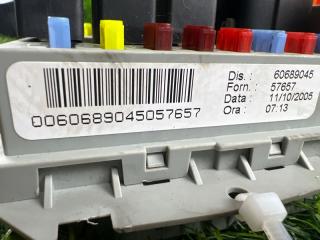 Dis. : 60689045
Forn. : 57657
Data : 11/10/2005
Ora : 07:13
0060689045057657